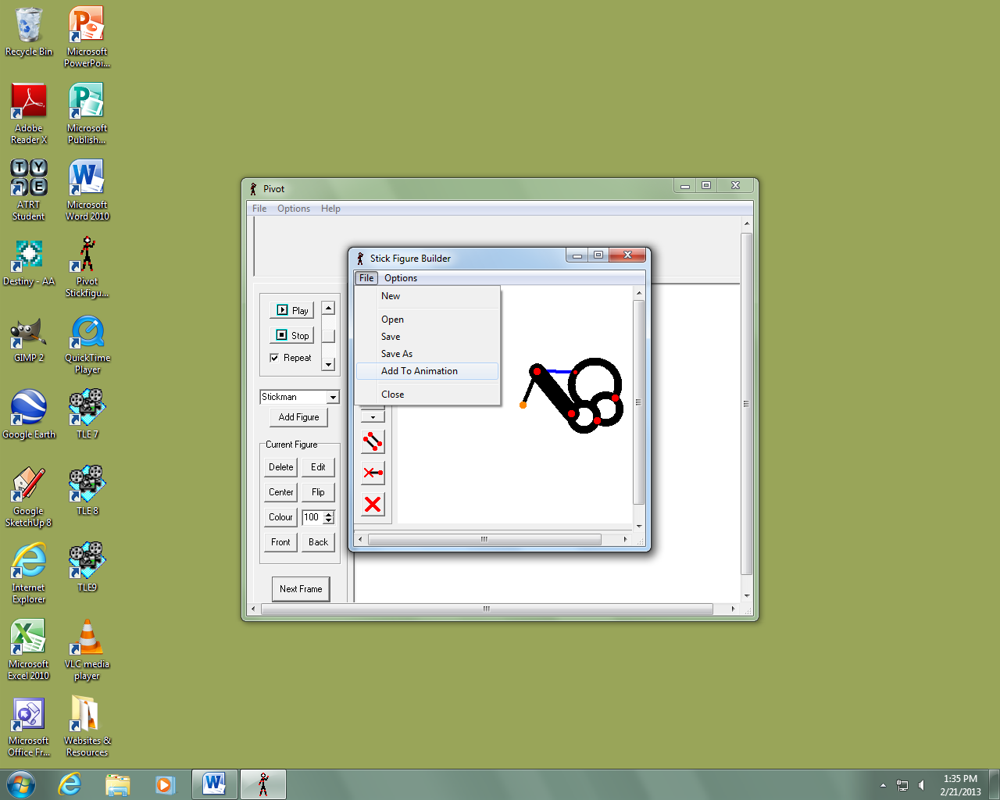 Recycle Bin
Microsoft
PowerPoi...
Adobe
Reader X
Microsoft
Publish...
TY
DE
ATRT
Student
Microsoft
Word 2010
Destiny - AA
Pivot
Stickfigu...
GIMP 2
QuickTime
Player
Google Earth
TLE 7
Google
SketchUp 8
TLE 8
Internet
Explorer
TLE9
Microsoft
Excel 2010
VLC media
player
Microsoft
Office Fr...
Websites &
Resources
Pivot
File Options Help
Play
Stop
Repeat
Stickman
Add Figure
Current Figure
Delete Edit
Center Flip
Colour 100
Front Back
Next Frame
Stick Figure Builder
File Options
New
Open
Save
Save As
Add To Animation
Close
1:35 PM
2/21/2013